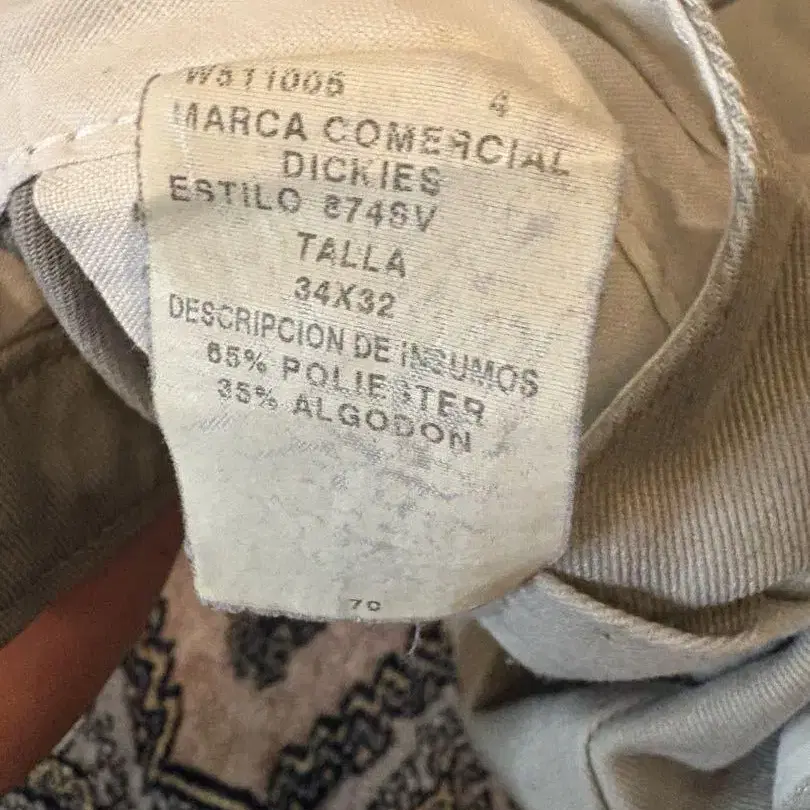 W511005 4
MARCA COMERCIAL
DICKIES
ESTILO 874SV
TALLA
34X32
DESCRIPCION DE INSUMOS
65% POLIESTER
35% ALGODON